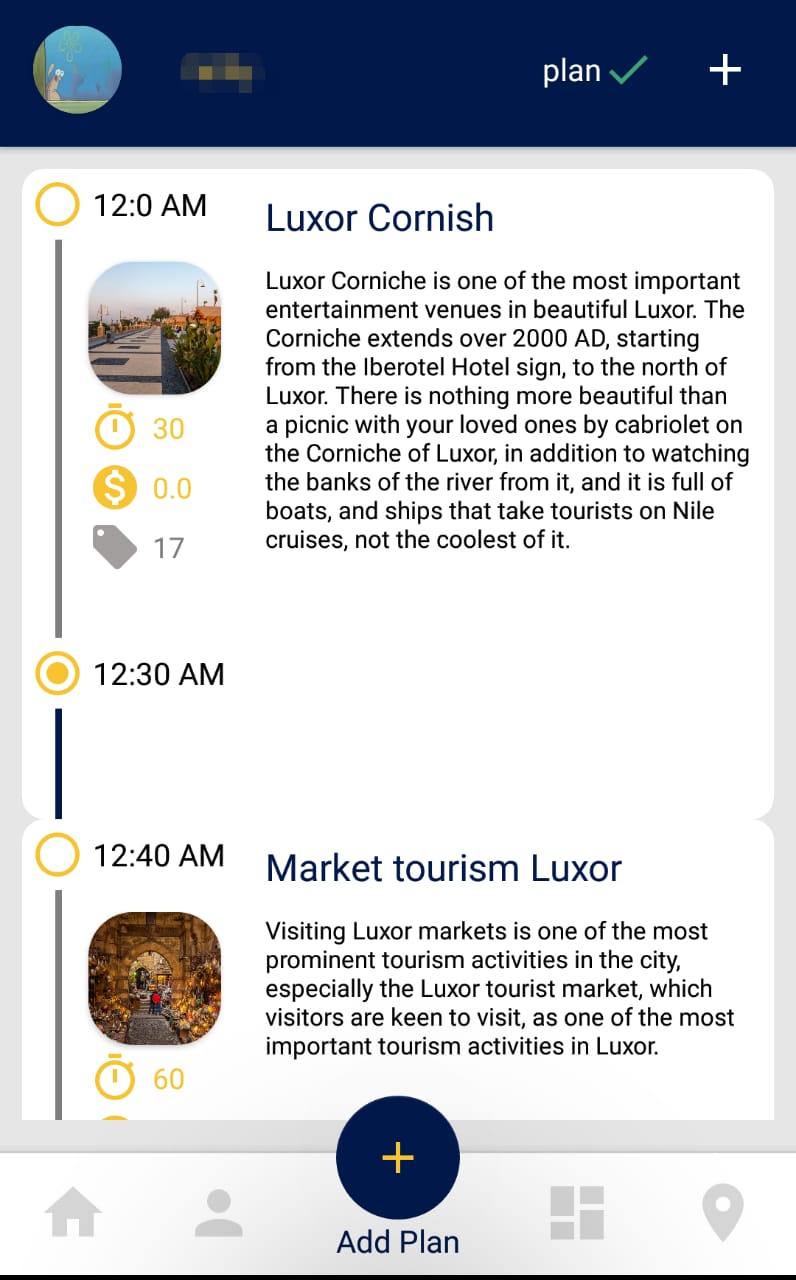 plan
12:0 AM
Luxor Cornish
Luxor Corniche is one of the most important
entertainment venues in beautiful Luxor. The
Corniche extends over 2000 AD, starting
from the Iberotel Hotel sign, to the north of
Luxor. There is nothing more beautiful than
a picnic with your loved ones by cabriolet on
the Corniche of Luxor, in addition to watching
the banks of the river from it, and it is full of
boats, and ships that take tourists on Nile
cruises, not the coolest of it.
30
0.0
17
12:30 AM
12:40 AM
Market tourism Luxor
Visiting Luxor markets is one of the most
prominent tourism activities in the city,
especially the Luxor tourist market, which
visitors are keen to visit, as one of the most
important tourism activities in Luxor.
60
Add Plan